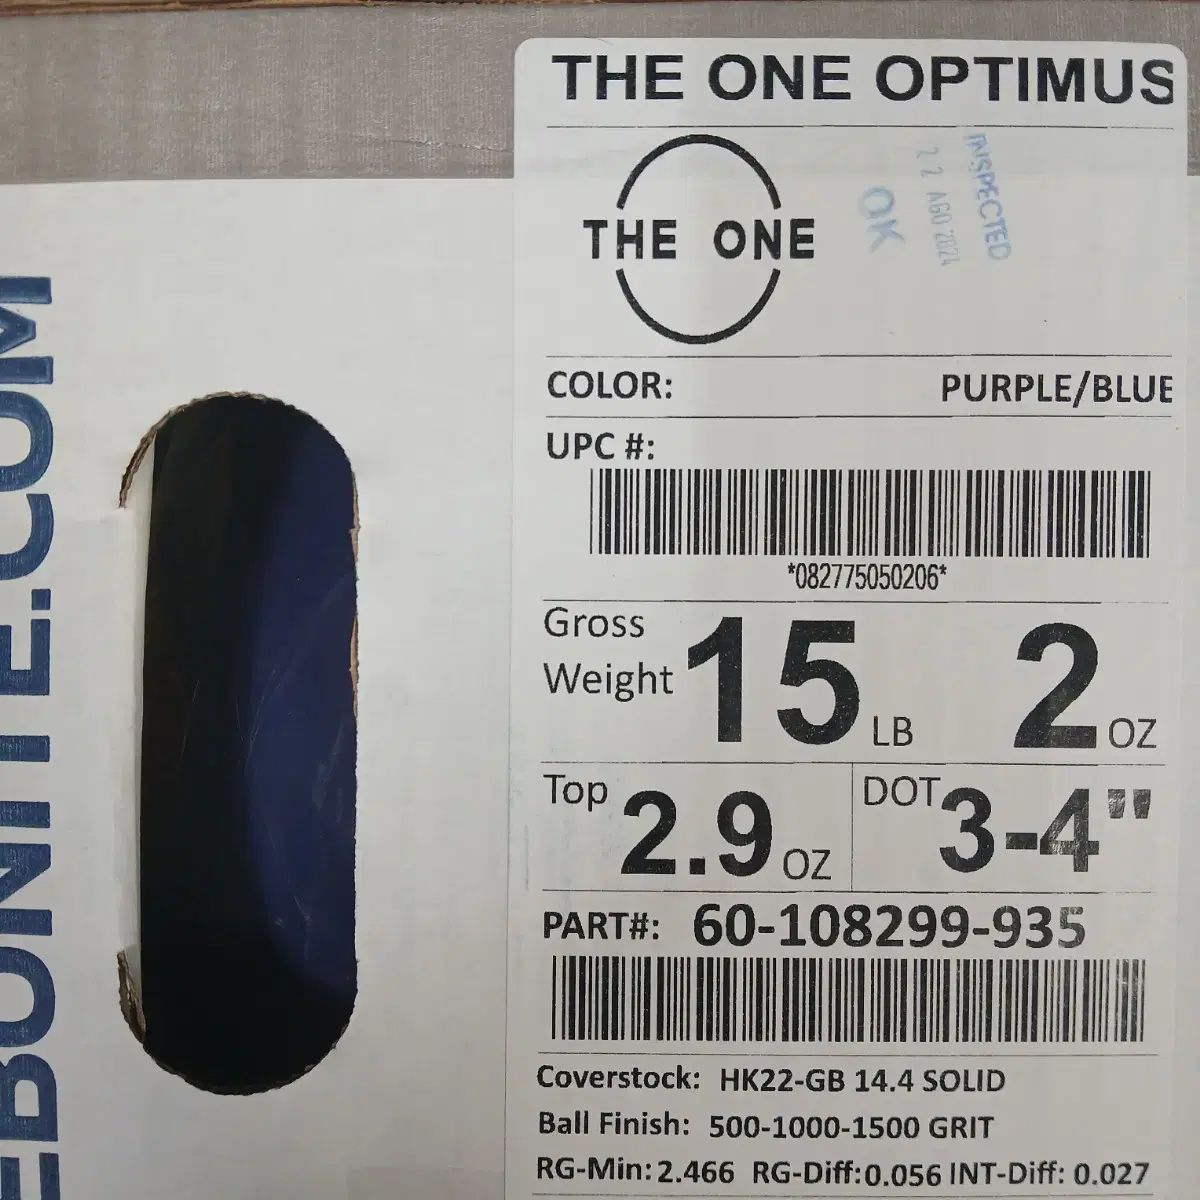 THE ONE OPTIMUS
THE ONE
INSPECTED
22 AGO 2024
OK
COLOR: PURPLE/BLUE
UPC #:
*082775050206*
Gross Weight 15 LB 2 OZ
Top 2.9 OZ DOT 3-4"
PART#: 60-108299-935
Coverstock: HK22-GB 14.4 SOLID
Ball Finish: 500-1000-1500 GRIT
RG-Min: 2.466 RG-Diff: 0.056 INT-Diff: 0.027
EBONITE.COM